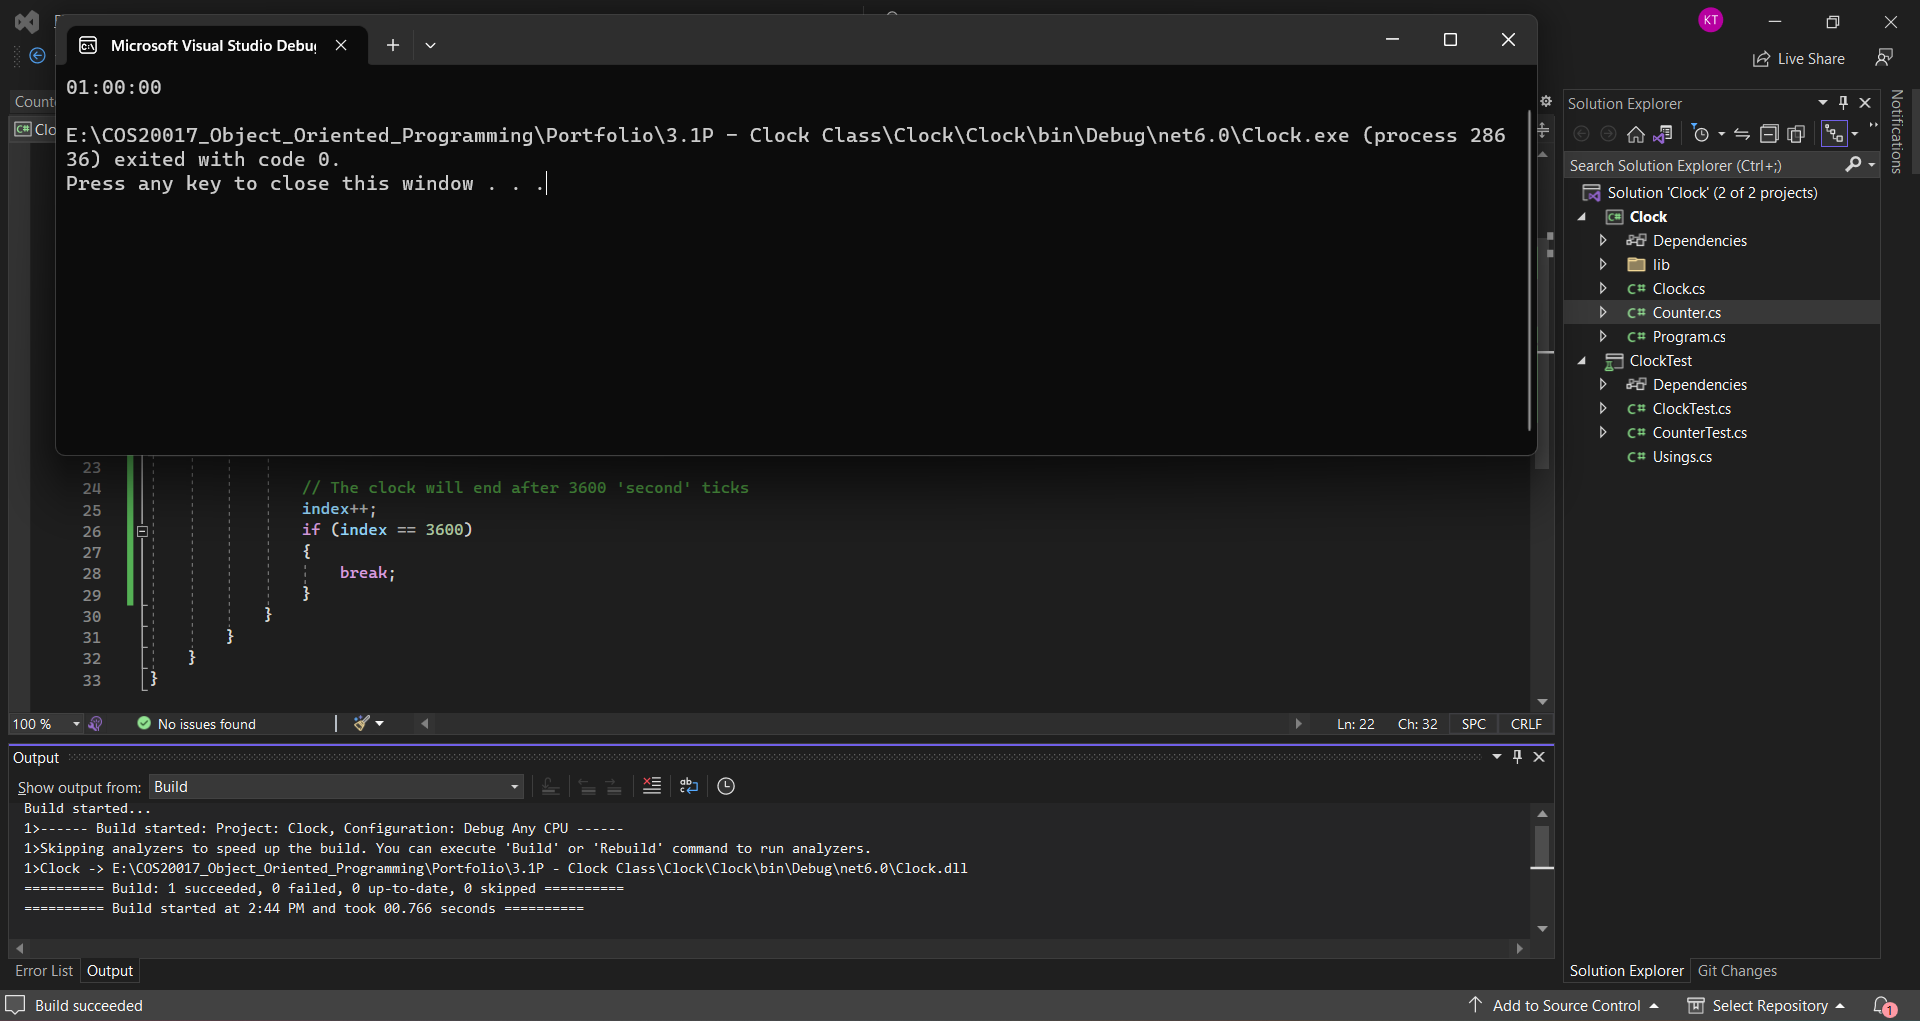 KT
Microsoft Visual Studio Debu
Live Share
01:00:00
E:\COS20017_Object_Oriented_Programming\Portfolio\3.1P - Clock Class\Clock\Clock\bin\Debug\net6.0\Clock.exe (process 286
36) exited with code 0.
Press any key to close this window . . .
Count
C# Clo
Solution Explorer
Notifications
Search Solution Explorer (Ctrl+;)
Solution 'Clock' (2 of 2 projects)
C# Clock
Dependencies
lib
C# Clock.cs
C# Counter.cs
C# Program.cs
ClockTest
Dependencies
C# ClockTest.cs
C# CounterTest.cs
C# Usings.cs
23
24 // The clock will end after 3600 'second' ticks
25 index++;
26 if (index == 3600)
27 {
28 break;
29 }
30 }
31 }
32 }
33 }
100 % No issues found Ln: 22 Ch: 32 SPC CRLF
Output
Show output from: Build
Build started...
1>------ Build started: Project: Clock, Configuration: Debug Any CPU ------
1>Skipping analyzers to speed up the build. You can execute 'Build' or 'Rebuild' command to run analyzers.
1>Clock -> E:\COS20017_Object_Oriented_Programming\Portfolio\3.1P - Clock Class\Clock\Clock\bin\Debug\net6.0\Clock.dll
========== Build: 1 succeeded, 0 failed, 0 up-to-date, 0 skipped ==========
========== Build started at 2:44 PM and took 00.766 seconds ==========
Error List Output
Solution Explorer Git Changes
Build succeeded
Add to Source Control Select Repository 1